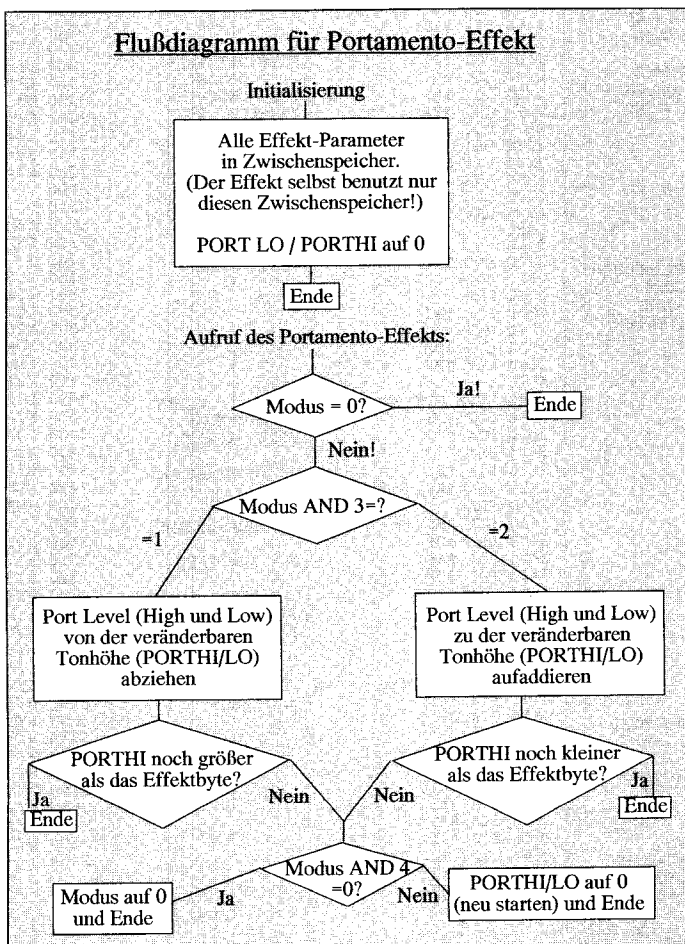 Flußdiagramm für Portamento-Effekt
Initialisierung
Alle Effekt-Parameter
in Zwischenspeicher.
(Der Effekt selbst benutzt nur
diesen Zwischenspeicher!)
PORT LO / PORTHI auf 0
Ende
Aufruf des Portamento-Effekts:
Modus = 0?
Ja!
Ende
Nein!
Modus AND 3=?
=1
=2
Port Level (High und Low)
von der veränderbaren
Tonhöhe (PORTHI/LO)
abziehen
Port Level (High und Low)
zu der veränderbaren
Tonhöhe (PORTHI/LO)
aufaddieren
PORTHI noch größer
als das Effektbyte?
Ja
Ende
Nein
PORTHI noch kleiner
als das Effektbyte?
Nein
Ja
Ende
Modus AND 4
=0?
Ja
Nein
Modus auf 0
und Ende
PORTHI/LO auf 0
(neu starten) und Ende